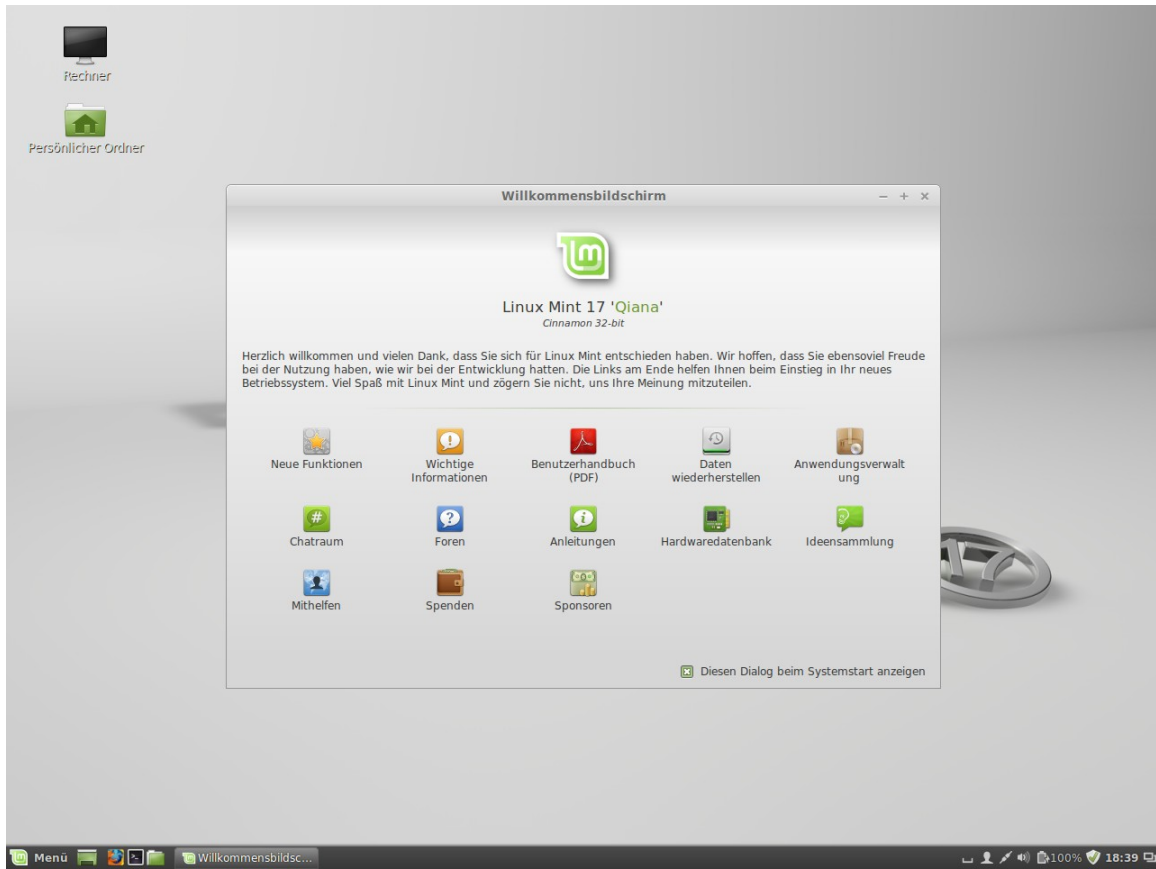 Rechner
Persönlicher Ordner
Willkommensbildschirm
lm
Linux Mint 17 'Qiana'
Cinnamon 32-bit
Herzlich willkommen und vielen Dank, dass Sie sich für Linux Mint entschieden haben. Wir hoffen, dass Sie ebensoviel Freude
bei der Nutzung haben, wie wir bei der Entwicklung hatten. Die Links am Ende helfen Ihnen beim Einstieg in Ihr neues
Betriebssystem. Viel Spaß mit Linux Mint und zögern Sie nicht, uns Ihre Meinung mitzuteilen.
Neue Funktionen
Wichtige
Informationen
Benutzerhandbuch
(PDF)
Daten
wiederherstellen
Anwendungsverwalt
ung
Chatraum
Foren
Anleitungen
Hardwaredatenbank
Ideensammlung
Mithelfen
Spenden
Sponsoren
17
Diesen Dialog beim Systemstart anzeigen
Menü
Willkommensbildsc...
100%
18:39